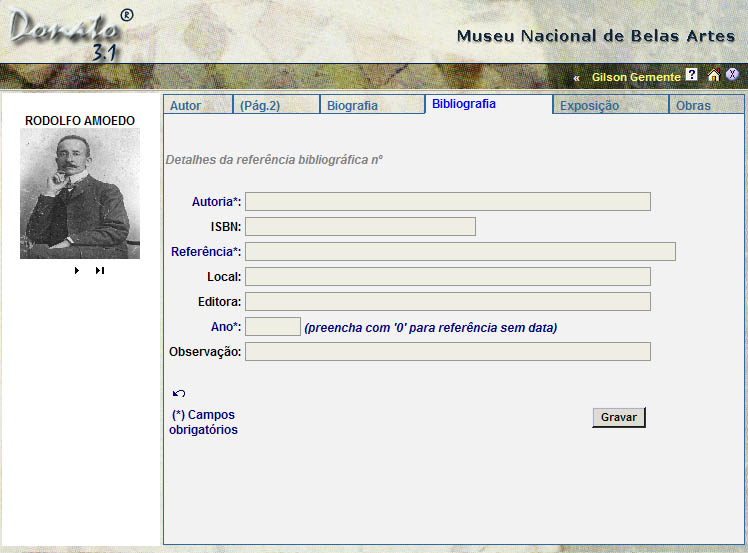 Donato®
3.1
Museu Nacional de Belas Artes
« Gilson Gemente ? X
RODOLFO AMOEDO
Autor (Pág.2) Biografia Bibliografia Exposição Obras
Detalhes da referência bibliográfica nº
Autoria*:
ISBN:
Referência*:
Local:
Editora:
Ano*: (preencha com '0' para referência sem data)
Observação:
(*) Campos
obrigatórios
Gravar